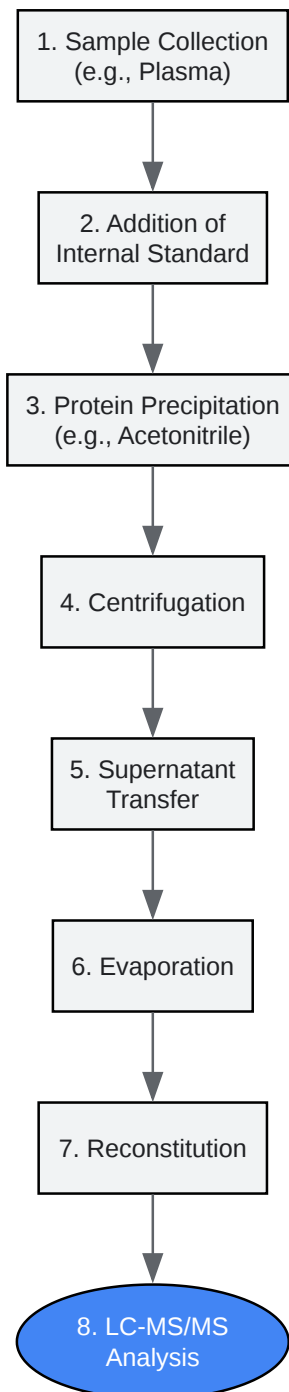 1. Sample Collection
(e.g., Plasma)
2. Addition of
Internal Standard
3. Protein Precipitation
(e.g., Acetonitrile)
4. Centrifugation
5. Supernatant
Transfer
6. Evaporation
7. Reconstitution
8. LC-MS/MS
Analysis